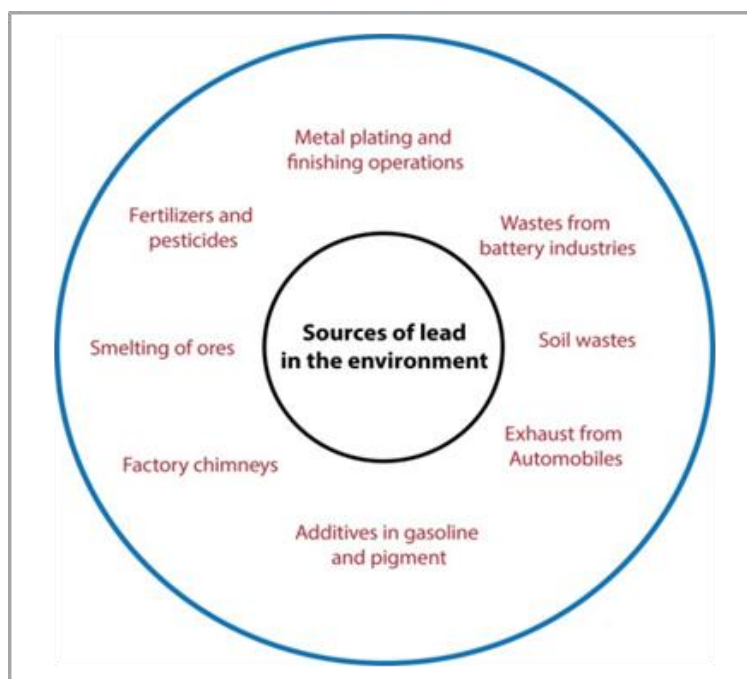 Metal plating and
finishing operations
Fertilizers and
pesticides
Wastes from
battery industries
Sources of lead
in the environment
Smelting of ores
Soil wastes
Exhaust from
Automobiles
Factory chimneys
Additives in gasoline
and pigment